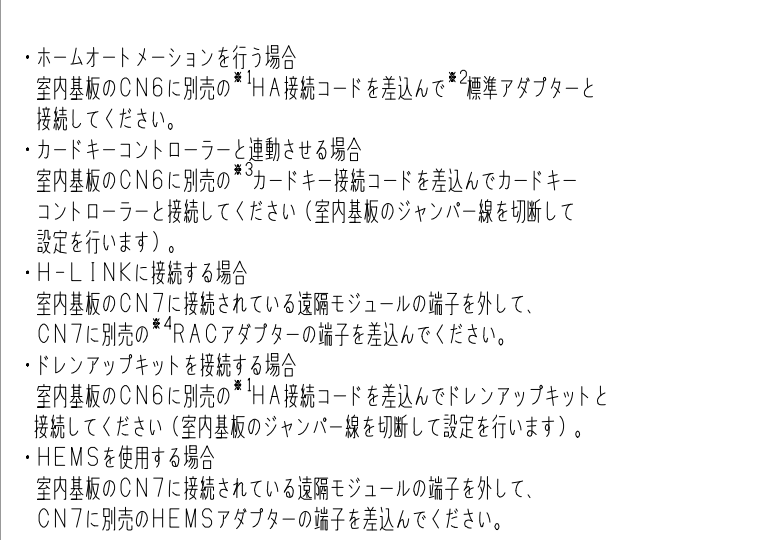 ・ホームオートメーションを行う場合
室内基板のCN6に別売の※1HA接続コードを差込んで※2標準アダプターと
接続してください。
・カードキーコントローラーと連動させる場合
室内基板のCN6に別売の※3カードキー接続コードを差込んでカードキー
コントローラーと接続してください（室内基板のジャンパー線を切断して
設定を行います）。
・H-LINKに接続する場合
室内基板のCN7に接続されている遠隔モジュールの端子を外して、
CN7に別売の※4RACアダプターの端子を差込んでください。
・ドレンアップキットを接続する場合
室内基板のCN6に別売の※1HA接続コードを差込んでドレンアップキットと
接続してください（室内基板のジャンパー線を切断して設定を行います）。
・HEMSを使用する場合
室内基板のCN7に接続されている遠隔モジュールの端子を外して、
CN7に別売のHEMSアダプターの端子を差込んでください。